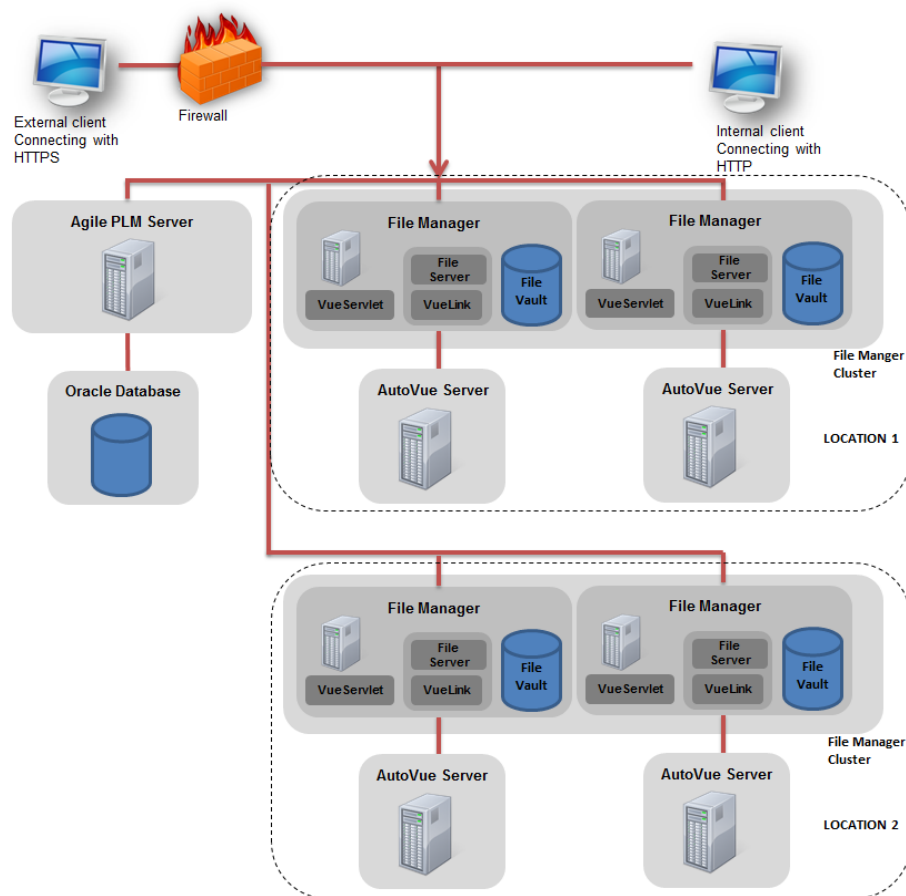 External client
Connecting with
HTTPS
Firewall
Internal client
Connecting with
HTTP
Agile PLM Server
Oracle Database
File Manager
VueServlet
File
Server
VueLink
File
Vault
File Manager
VueServlet
File
Server
VueLink
File
Vault
File Manger
Cluster
AutoVue Server
AutoVue Server
LOCATION 1
File Manager
VueServlet
File
Server
VueLink
File
Vault
File Manager
VueServlet
File
Server
VueLink
File
Vault
File Manager
Cluster
AutoVue Server
AutoVue Server
LOCATION 2